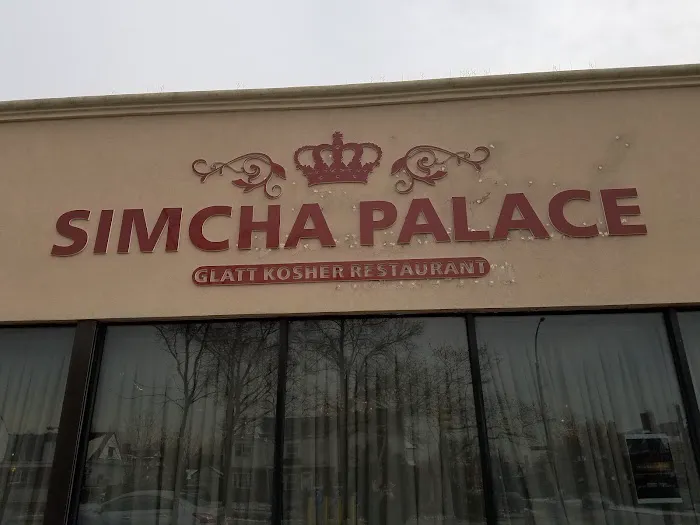 SIMCHA PALACE
GLATT KOSHER RESTAURANT